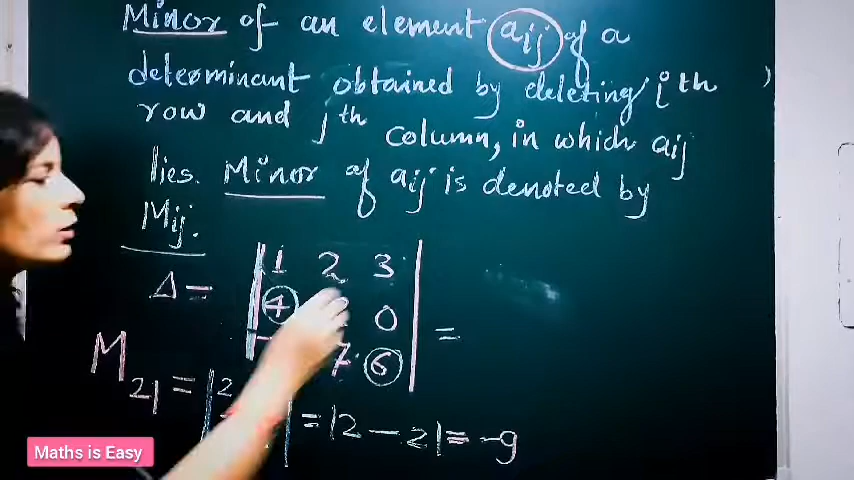 Minor of an element aij of a
determinant obtained by deleting ith
row and jth column, in which aij
lies. Minor of aij is denoted by
Mij.
Δ = | 1 2 3 |
4 0 =
7 6
M21 = | 2 | = 12 - 21 = -9
Maths is Easy